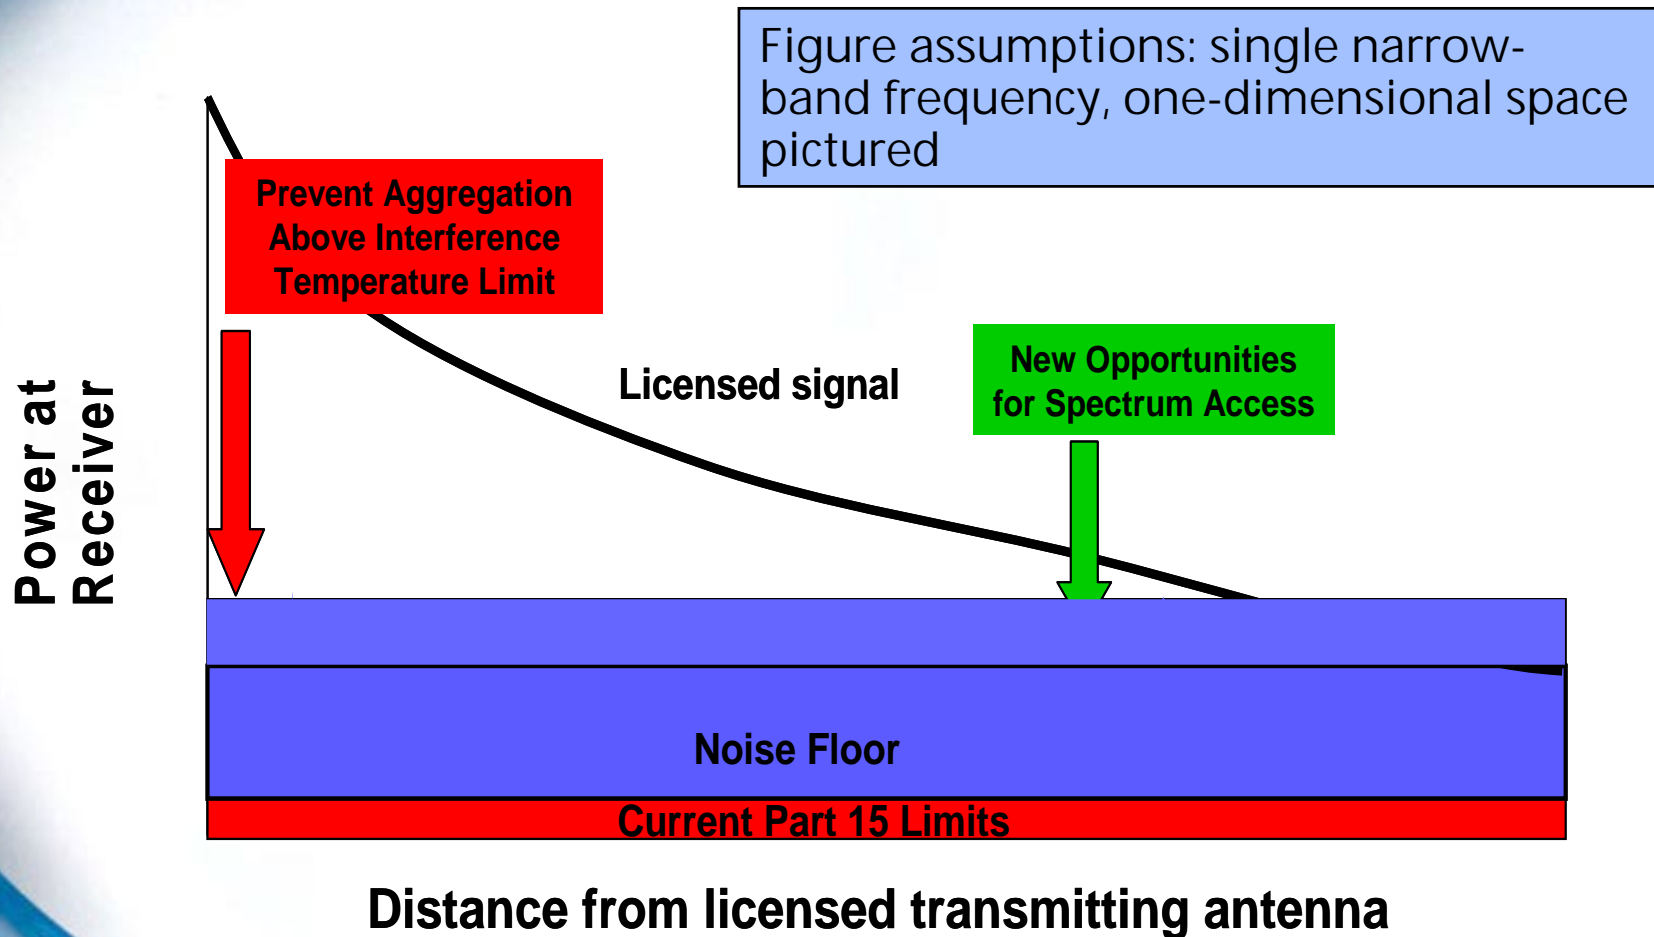 Figure assumptions: single narrow-
band frequency, one-dimensional space
pictured
Prevent Aggregation
Above Interference
Temperature Limit
Licensed signal
New Opportunities
for Spectrum Access
Power at
Receiver
Noise Floor
Current Part 15 Limits
Distance from licensed transmitting antenna